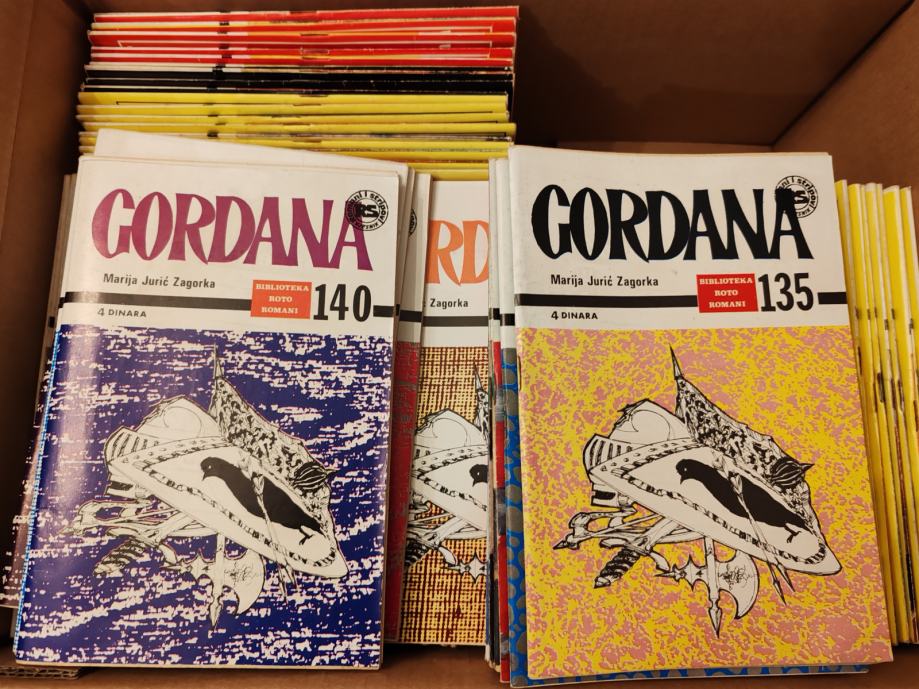 GORDANA
Marija Jurić Zagorka
BIBLIOTEKA
ROTO
ROMANI
140
4 DINARA
RD
Zagorka
GORDANA
Marija Jurić Zagorka
BIBLIOTEKA
ROTO
ROMANI
135
4 DINARA